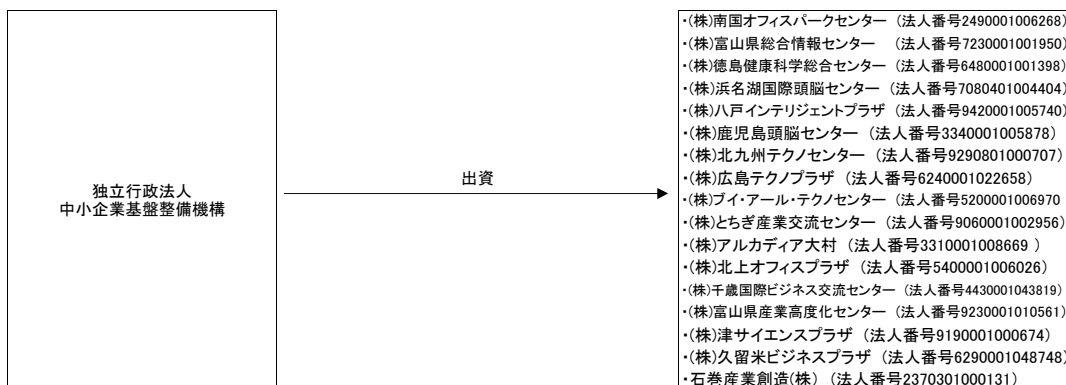 独立行政法人
中小企業基盤整備機構
出資
・(株)南国オフィスパークセンター (法人番号2490001006268)
・(株)富山県総合情報センター (法人番号7230001001950)
・(株)徳島健康科学総合センター (法人番号6480001001398)
・(株)浜名湖国際頭脳センター (法人番号7080401004404)
・(株)八戸インテリジェントプラザ (法人番号9420001005740)
・(株)鹿児島頭脳センター (法人番号3340001005878)
・(株)北九州テクノセンター (法人番号9290801000707)
・(株)広島テクノプラザ (法人番号6240001022658)
・(株)ブイ・アール・テクノセンター (法人番号5200001006970
・(株)とちぎ産業交流センター (法人番号9060001002956)
・(株)アルカディア大村 (法人番号3310001008669 )
・(株)北上オフィスプラザ (法人番号5400001006026)
・(株)千歳国際ビジネス交流センター (法人番号4430001043819)
・(株)富山県産業高度化センター (法人番号9230001010561)
・(株)津サイエンスプラザ (法人番号9190001000674)
・(株)久留米ビジネスプラザ (法人番号6290001048748)
・石巻産業創造(株) (法人番号2370301000131)